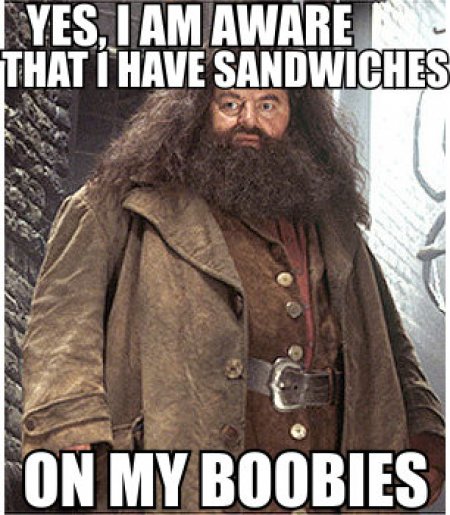 YES, I AM AWARE
THAT I HAVE SANDWICHES
ON MY BOOBIES